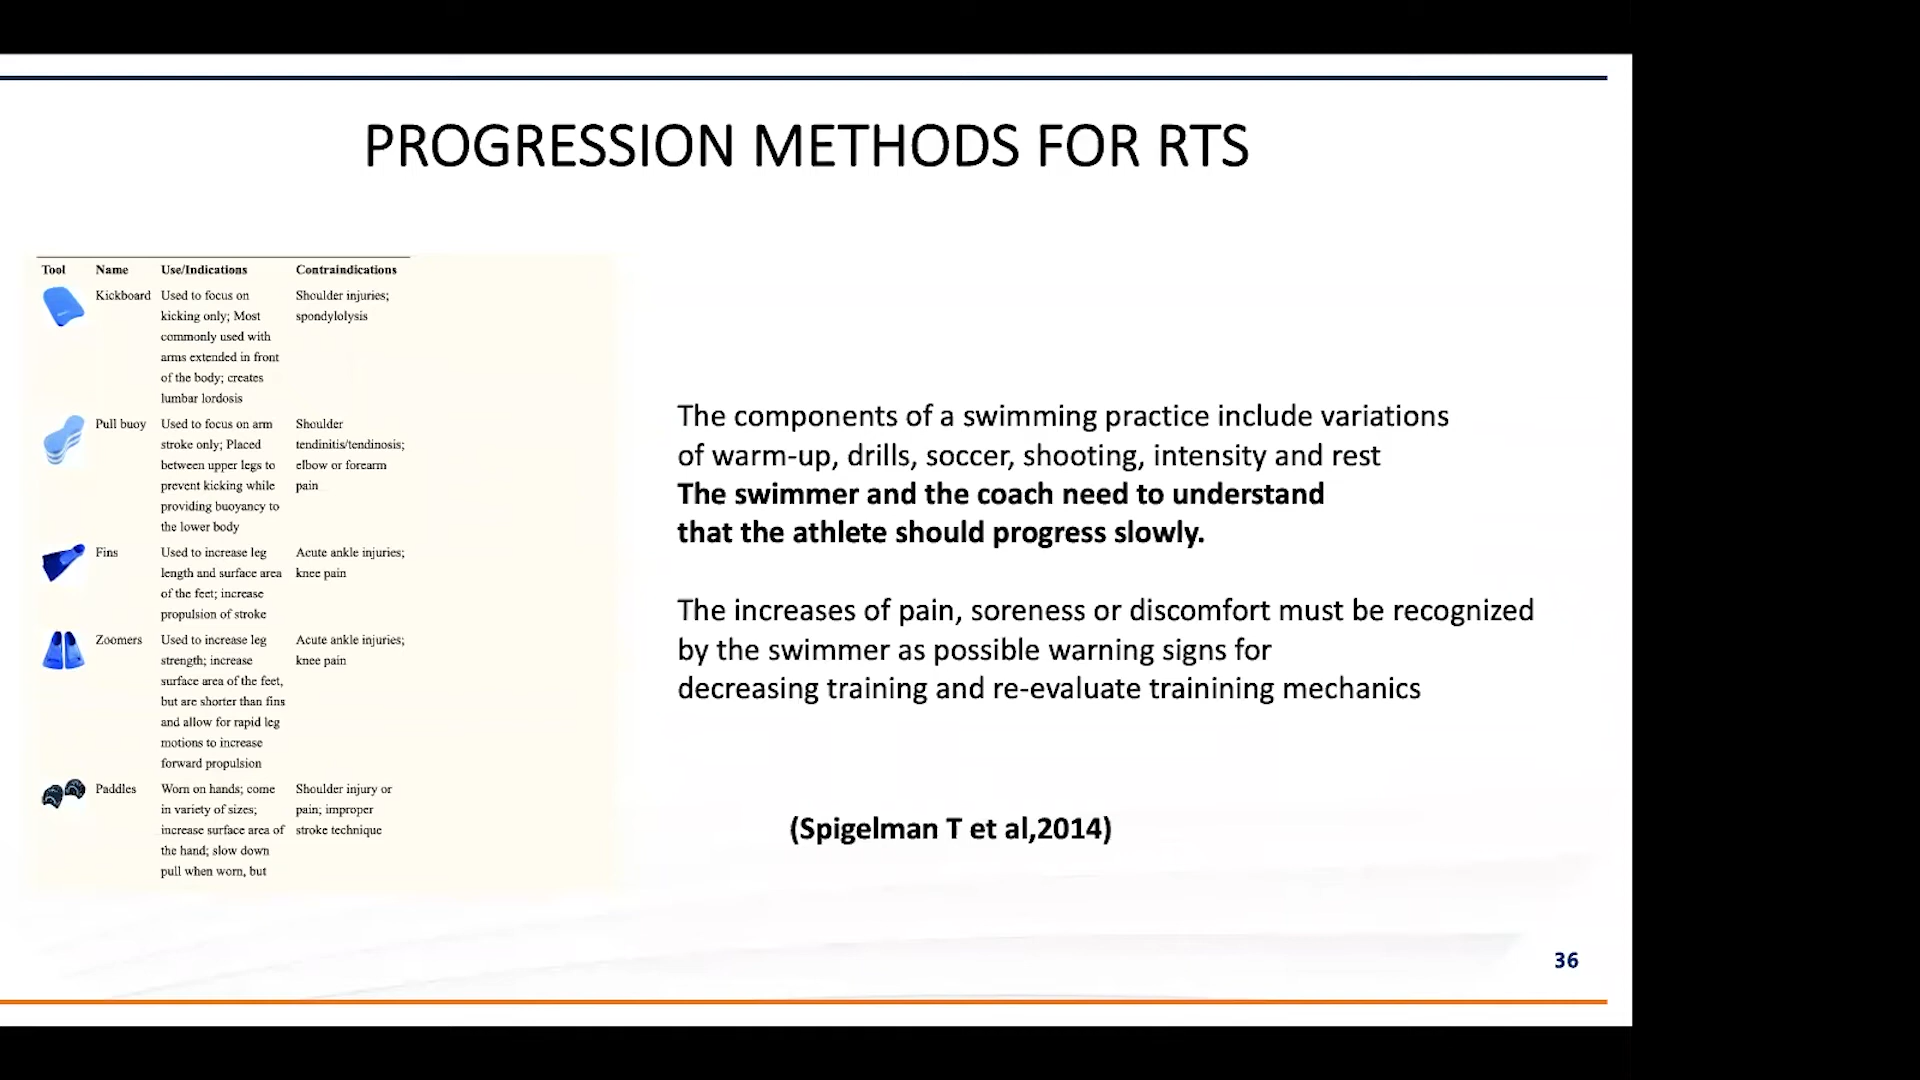 PROGRESSION METHODS FOR RTS
Tool Name Use/Indications Contraindications
Kickboard Used to focus on Shoulder injuries;
kicking only; Most spondylolysis
commonly used with
arms extended in front
of the body; creates
lumbar lordosis
Pull buoy Used to focus on arm Shoulder
stroke only; Placed tendinitis/tendinosis;
between upper legs to elbow or forearm
prevent kicking while pain
providing buoyancy to
the lower body
Fins Used to increase leg Acute ankle injuries;
length and surface area knee pain
of the feet; increase
propulsion of stroke
Zoomers Used to increase leg Acute ankle injuries;
strength; increase knee pain
surface area of the feet,
but are shorter than fins
and allow for rapid leg
motions to increase
forward propulsion
Paddles Worn on hands; come Shoulder injury or
in variety of sizes; pain; improper
increase surface area of stroke technique
the hand; slow down
pull when worn, but
The components of a swimming practice include variations
of warm-up, drills, soccer, shooting, intensity and rest
The swimmer and the coach need to understand
that the athlete should progress slowly.
The increases of pain, soreness or discomfort must be recognized
by the swimmer as possible warning signs for
decreasing training and re-evaluate trainining mechanics
(Spigelman T et al,2014)
36